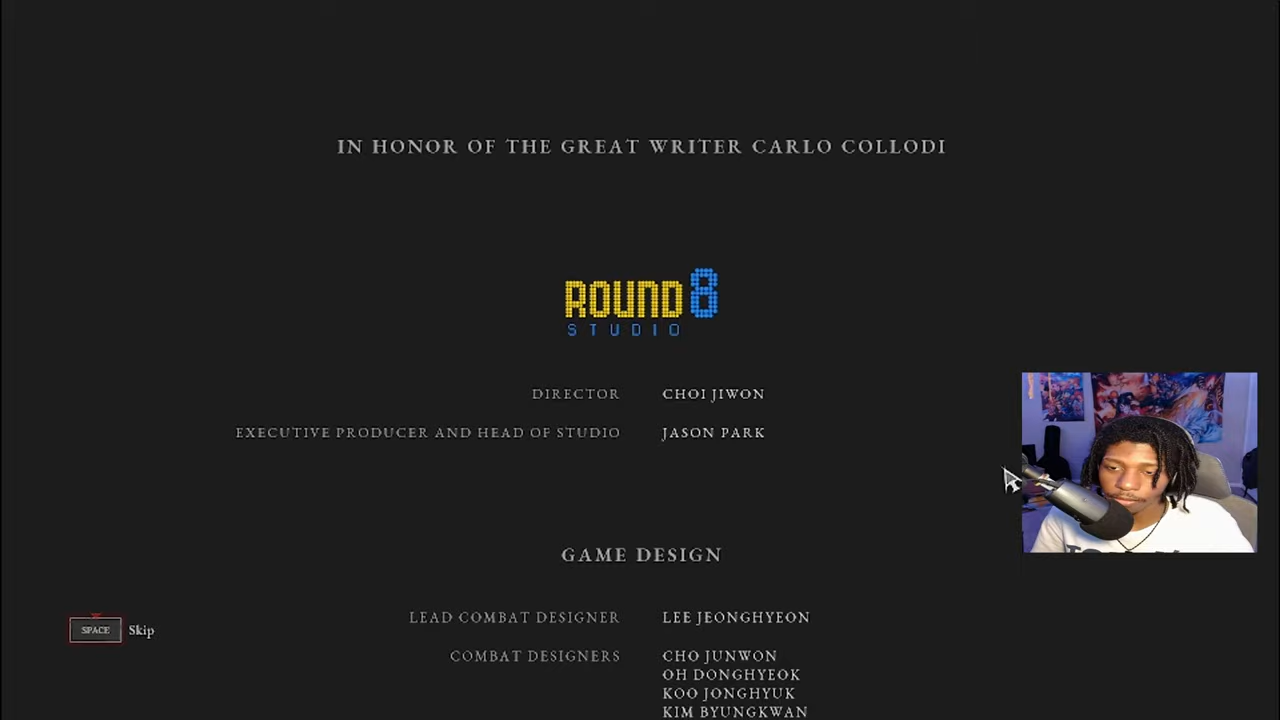 IN HONOR OF THE GREAT WRITER CARLO COLLODI
ROUND8
STUDIO
DIRECTOR CHOI JIWON
EXECUTIVE PRODUCER AND HEAD OF STUDIO JASON PARK
GAME DESIGN
LEAD COMBAT DESIGNER LEE JEONGHYEON
COMBAT DESIGNERS CHO JUNWON
OH DONGHYEOK
KOO JONGHYUK
KIM BYUNGKWAN
SPACE Skip